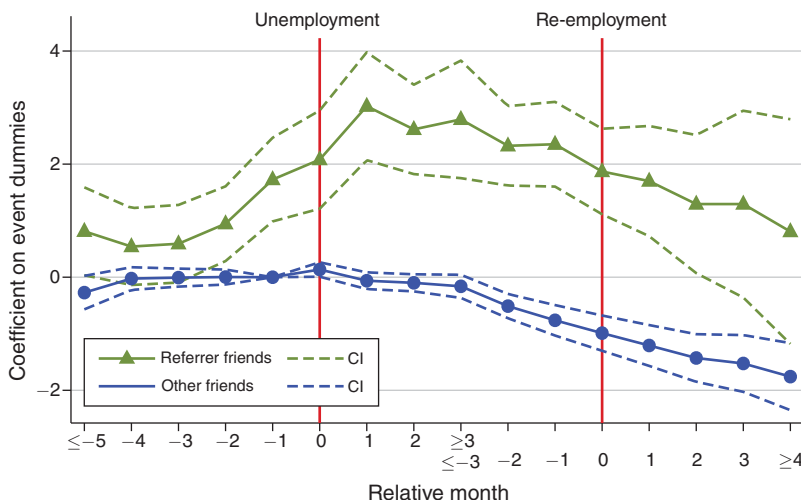 Unemployment Re-employment
4
2
0
−2
Coefficient on event dummies
Referrer friends CI
Other friends CI
≤−5 −4 −3 −2 −1 0 1 2 ≥3
≤−3 −2 −1 0 1 2 3 ≥4
Relative month